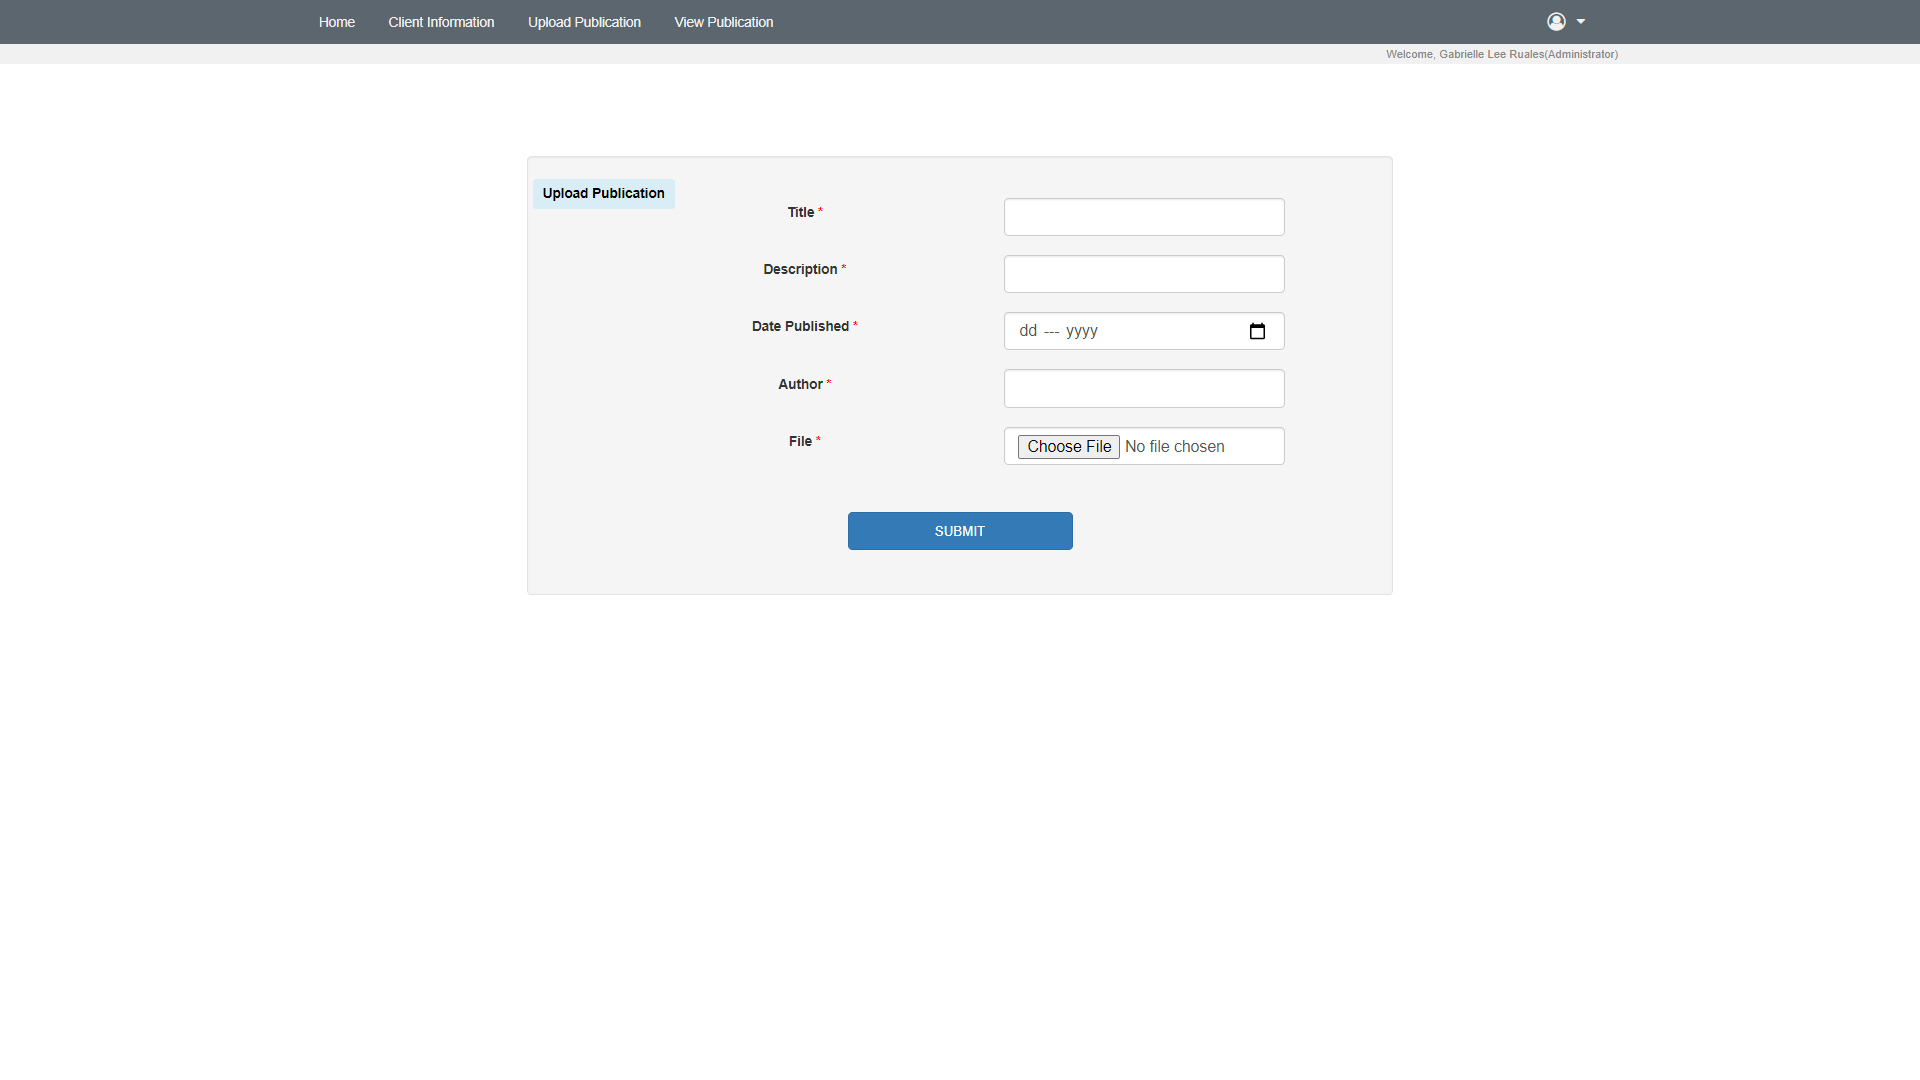 Home Client Information Upload Publication View Publication
Welcome, Gabrielle Lee Ruales(Administrator)
Upload Publication
Title *
Description *
Date Published * dd --- yyyy
Author *
File * Choose File No file chosen
SUBMIT